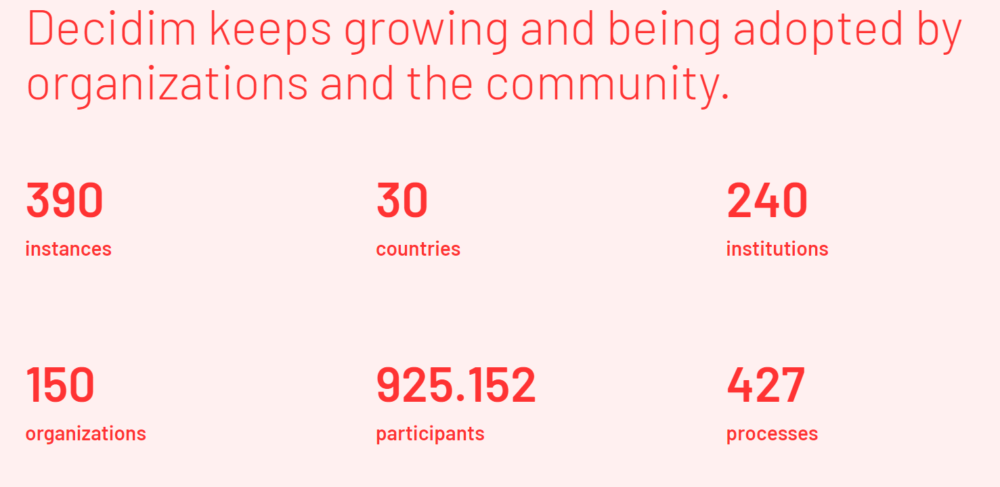 Decidim keeps growing and being adopted by
organizations and the community.
390
instances
30
countries
240
institutions
150
organizations
925.152
participants
427
processes